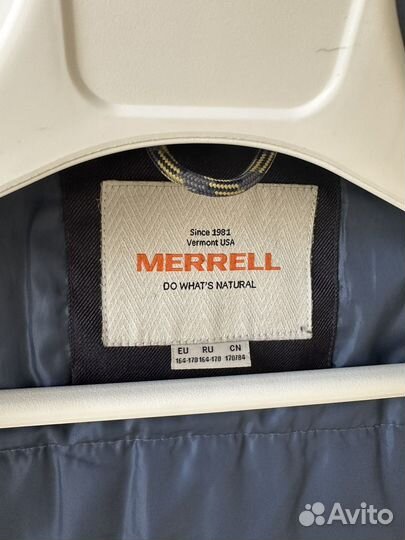 Since 1981
Vermont USA
MERRELL
DO WHAT'S NATURAL
EU RU CN
164-170 164-170 170/84
Avito